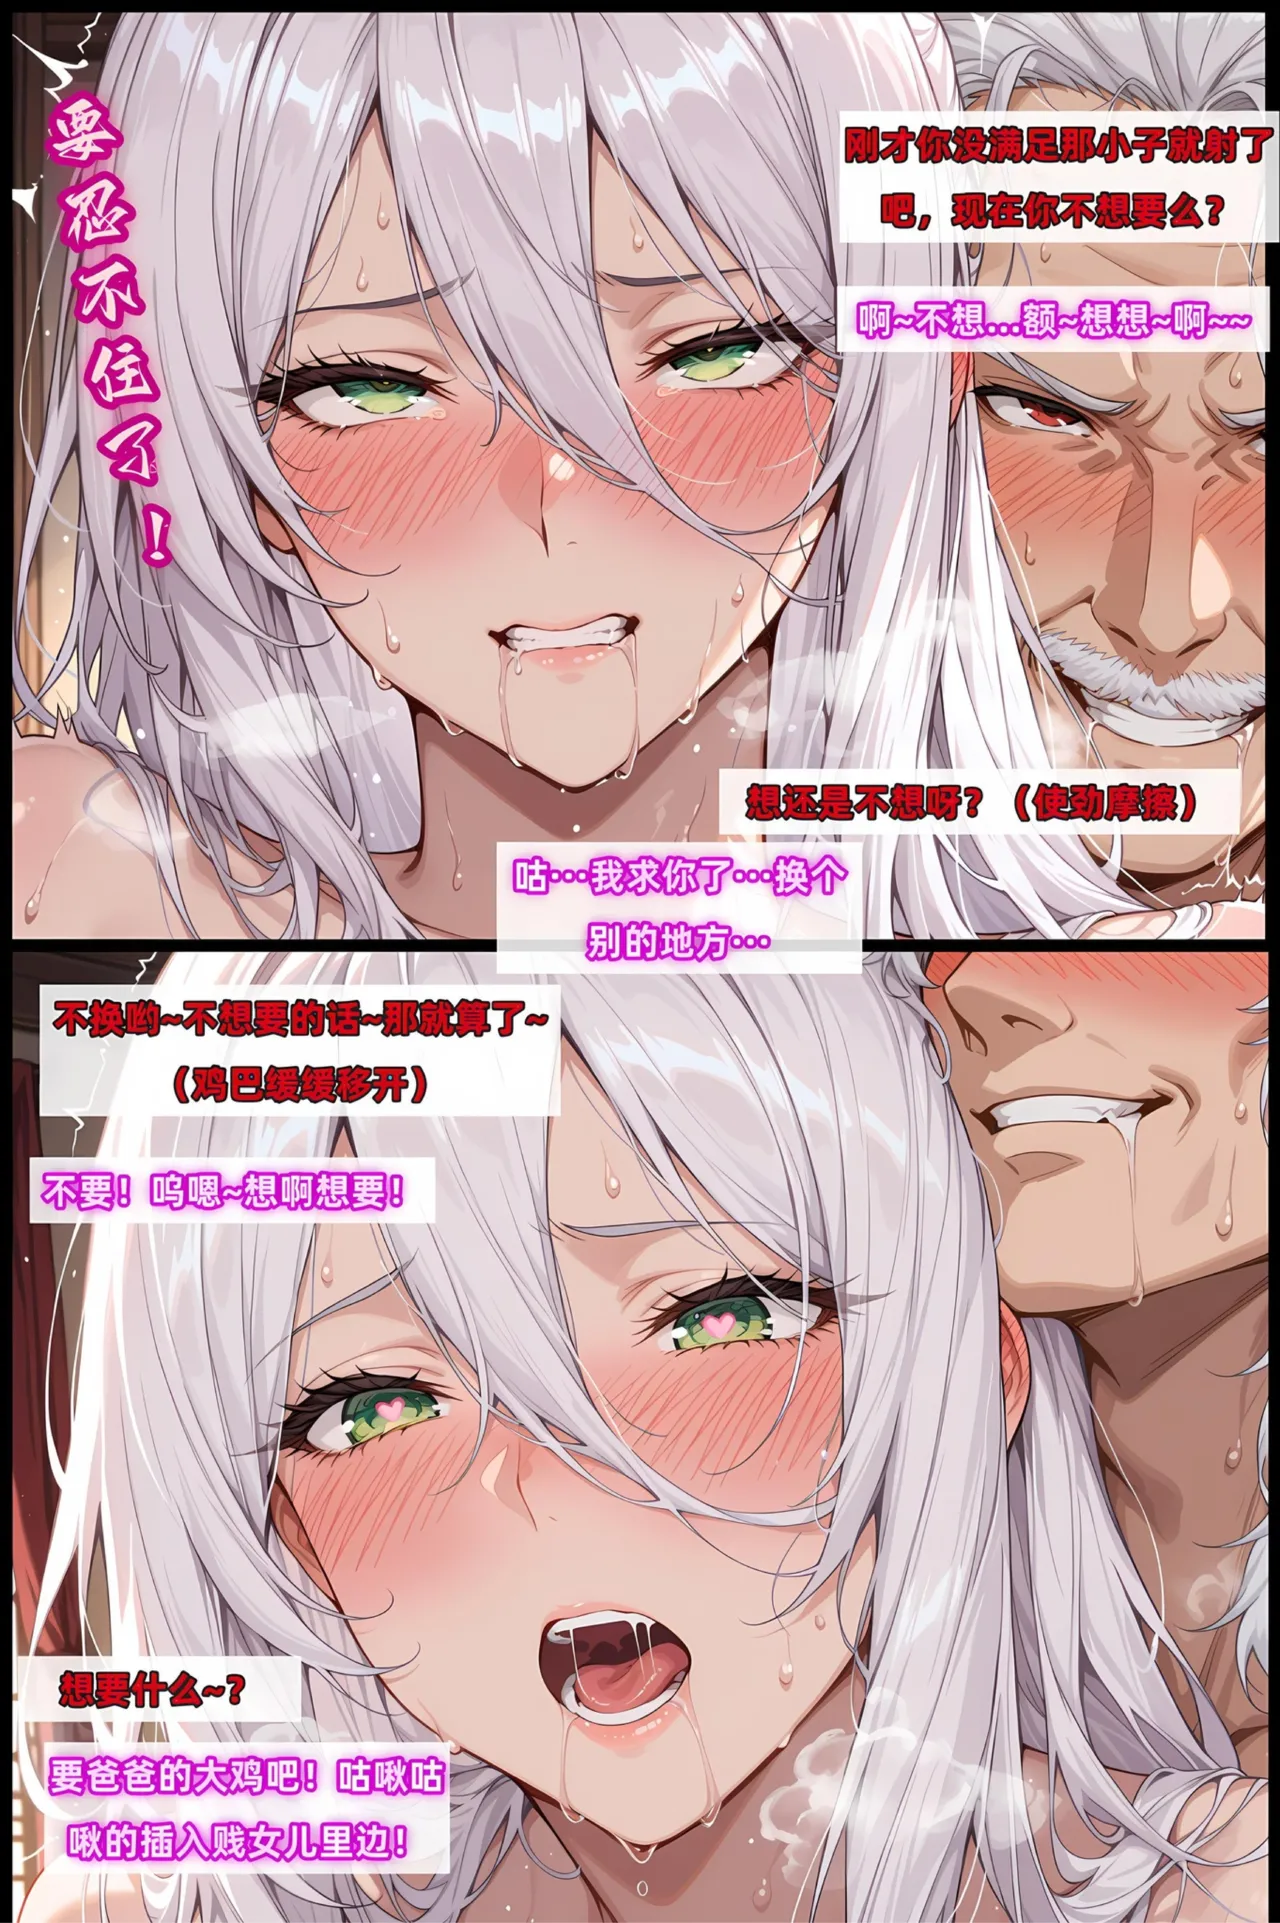 要忍不住了！
刚才你没满足那小子就射了
吧，现在你不想要么？
啊~不想...额~想想~啊~~
想还是不想呀？（使劲摩擦）
咕…我求你了…换个
别的地方…
不换哟~不想要的话~那就算了~
（鸡巴缓缓移开）
不要！呜嗯~想啊想要！
想要什么~？
要爸爸的大鸡吧！咕啾咕
啾的插入贱女儿里边！